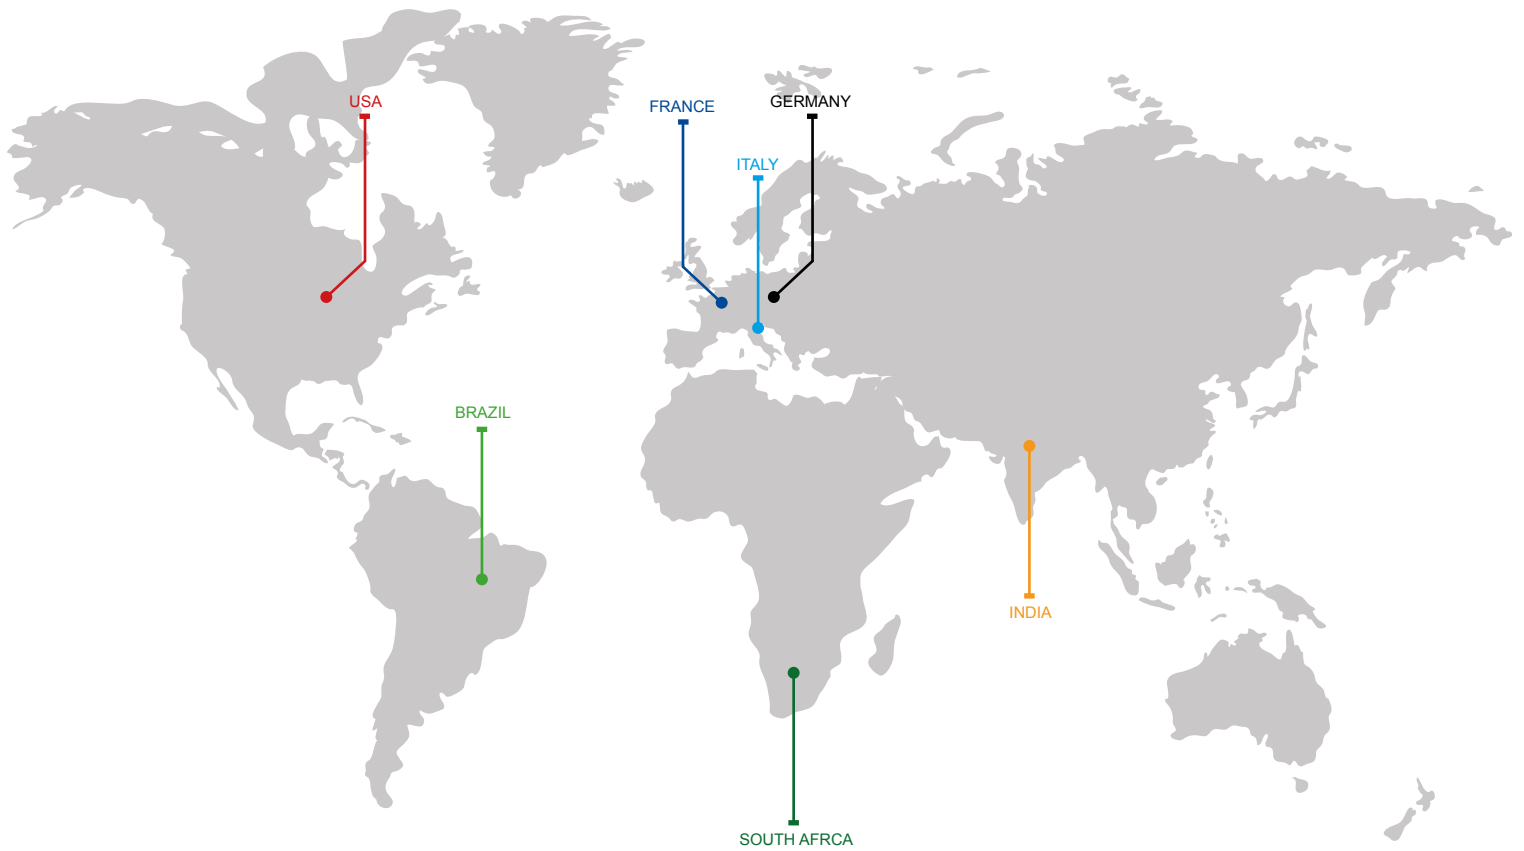 USA
FRANCE
GERMANY
ITALY
BRAZIL
INDIA
SOUTH AFRCA